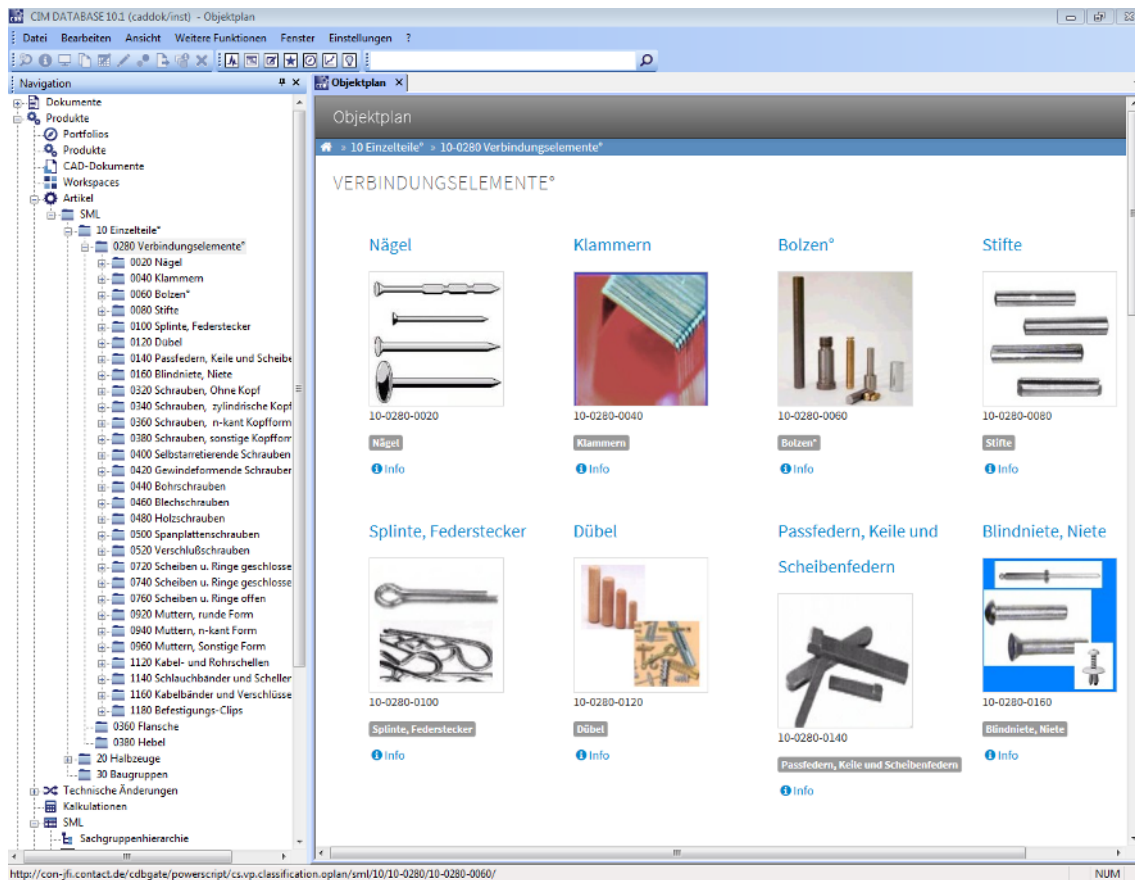 CIM DATABASE 10.1 (caddok/inst) - Objektplan
Datei Bearbeiten Ansicht Weitere Funktionen Fenster Einstellungen ?
Navigation
Objektplan
Dokumente
Produkte
Portfolios
Produkte
CAD-Dokumente
Workspaces
Artikel
SML
10 Einzelteile°
0280 Verbindungselemente°
0020 Nägel
0040 Klammern
0060 Bolzen°
0080 Stifte
0100 Splinte, Federstecker
0120 Dübel
0140 Passfedern, Keile und Scheibe
0160 Blindniete, Niete
0320 Schrauben, Ohne Kopf
0340 Schrauben, zylindrische Kopf
0360 Schrauben, n-kant Kopfform
0380 Schrauben, sonstige Kopfform
0400 Selbstarretierende Schrauben
0420 Gewindeformende Schrauben
0440 Bohrschrauben
0460 Blechschrauben
0480 Holzschrauben
0500 Spanplattenschrauben
0520 Verschlußschrauben
0720 Scheiben u. Ringe geschlosse
0740 Scheiben u. Ringe geschlosse
0760 Scheiben u. Ringe offen
0920 Muttern, runde Form
0940 Muttern, n-kant Form
0960 Muttern, Sonstige Form
1120 Kabel- und Rohrschellen
1140 Schlauchbänder und Scheller
1160 Kabelbänder und Verschlüsse
1180 Befestigungs-Clips
0360 Flansche
0380 Hebel
20 Halbzeuge
30 Baugruppen
Technische Änderungen
Kalkulationen
SML
Sachgruppenhierarchie
Objektplan
» 10 Einzelteile° » 10-0280 Verbindungselemente°
VERBINDUNGSELEMENTE°
Nägel
10-0280-0020
Nägel
Info
Klammern
10-0280-0040
Klammern
Info
Bolzen°
10-0280-0060
Bolzen°
Info
Stifte
10-0280-0080
Stifte
Info
Splinte, Federstecker
10-0280-0100
Splinte, Federstecker
Info
Dübel
10-0280-0120
Dübel
Info
Passfedern, Keile und
Scheibenfedern
10-0280-0140
Passfedern, Keile und Scheibenfedern
Info
Blindniete, Niete
10-0280-0160
Blindniete, Niete
Info
http://con-jfi.contact.de/cdbgate/powerscript/cs.vp.classification.oplan/sml/10/10-0280/10-0280-0060/
NUM